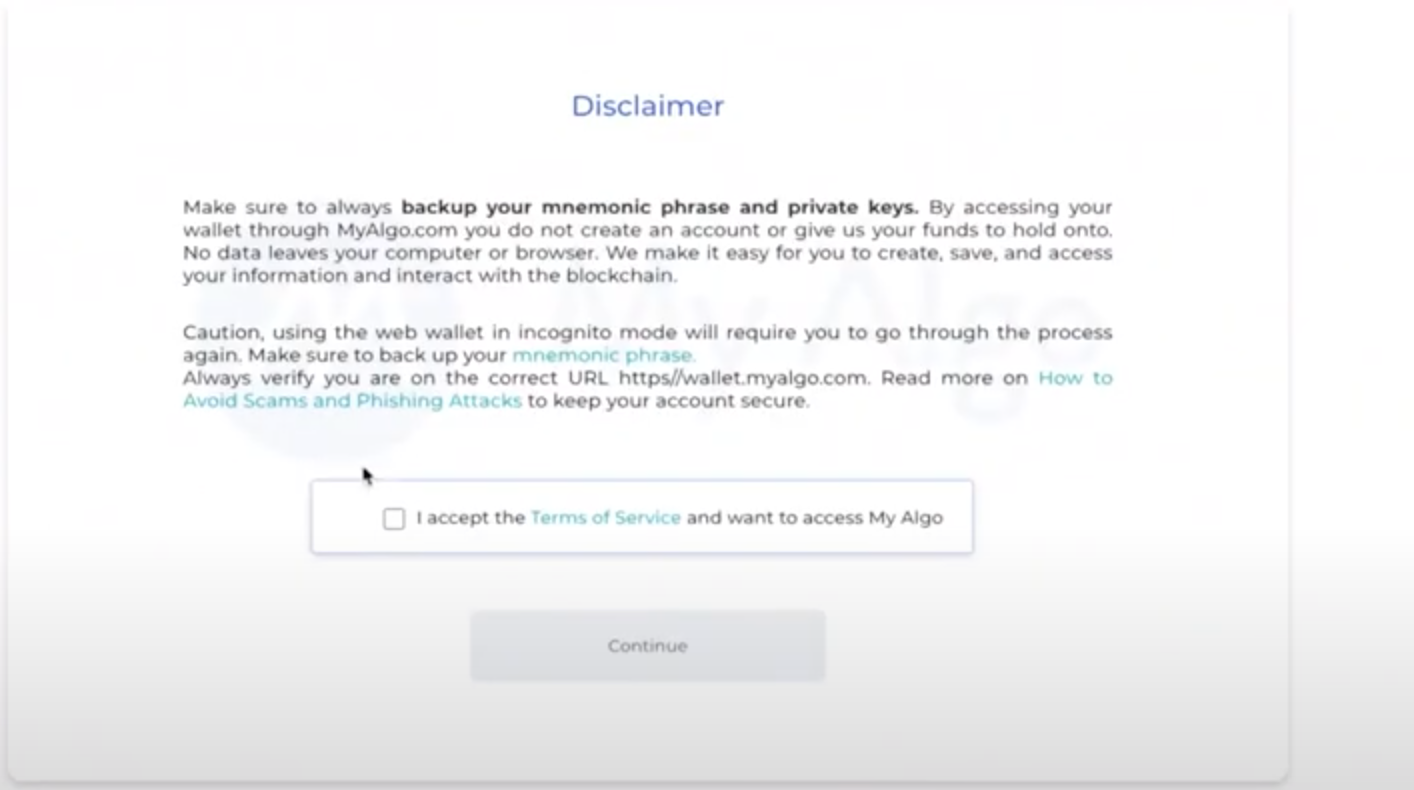 Disclaimer
Make sure to always backup your mnemonic phrase and private keys. By accessing your
wallet through MyAlgo.com you do not create an account or give us your funds to hold onto.
No data leaves your computer or browser. We make it easy for you to create, save, and access
your information and interact with the blockchain.
Caution, using the web wallet in incognito mode will require you to go through the process
again. Make sure to back up your mnemonic phrase.
Always verify you are on the correct URL https//wallet.myalgo.com. Read more on How to
Avoid Scams and Phishing Attacks to keep your account secure.
My Algo
I accept the Terms of Service and want to access My Algo
Continue